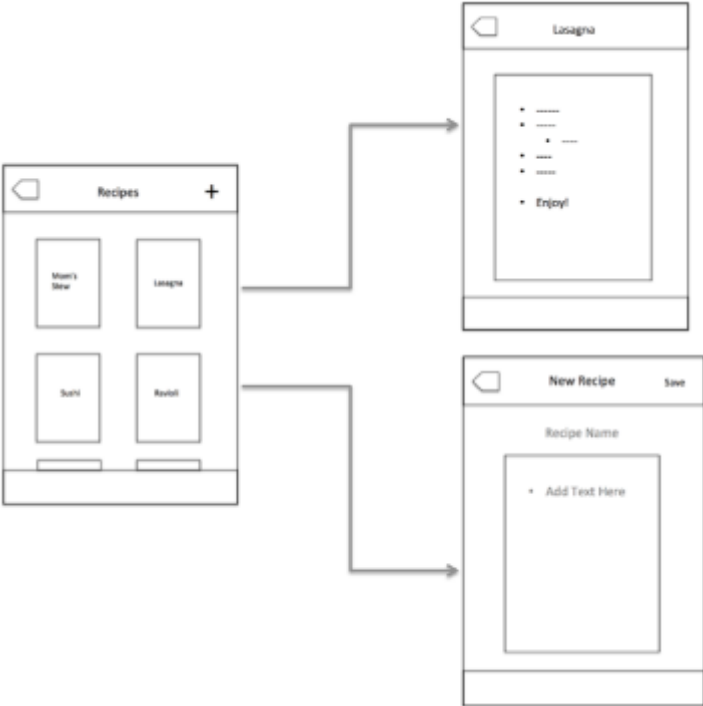 Recipes
+
Mom's
Stew
Lasagna
Sushi
Ravioli
Lasagna
• ------
• -----
• ----
• ----
• -----
• Enjoy!
New Recipe
Save
Recipe Name
• Add Text Here